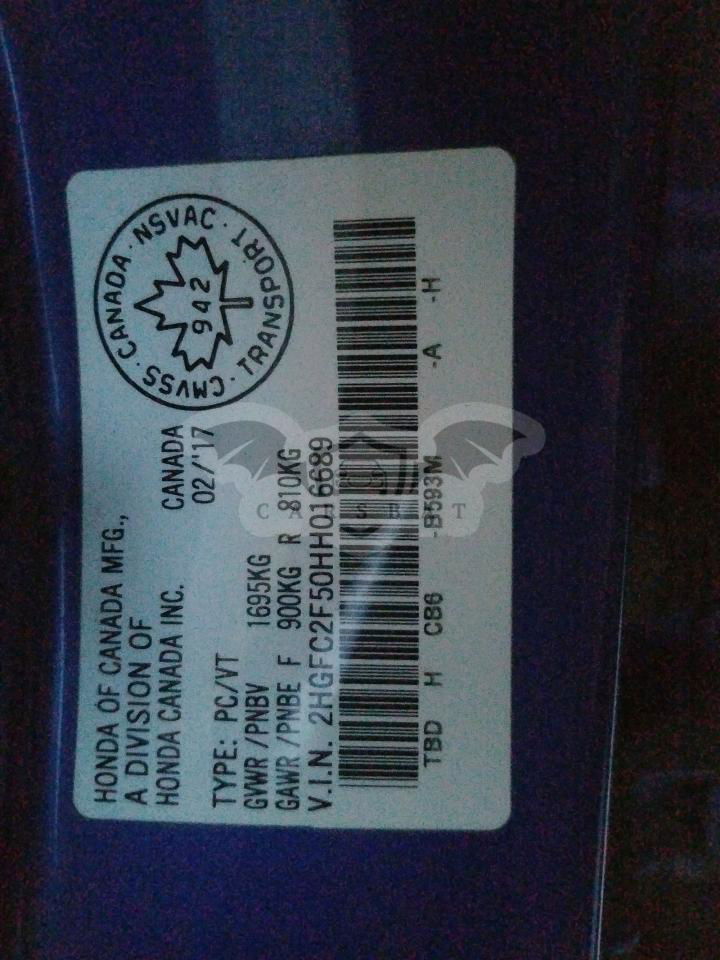 HONDA OF CANADA MFG.,
A DIVISION OF
HONDA CANADA INC. CANADA
TYPE: PC/VT 02/'17
GVWR/PNBV 1695KG
GAWR/PNBE F 900KG R 810KG
V.I.N. 2HGFC2F50HH016689
TBD H CB6 -B593M -A -H
CMVSS · CANADA · NSVAC · TRANSPORT ·
942
CARSBAT